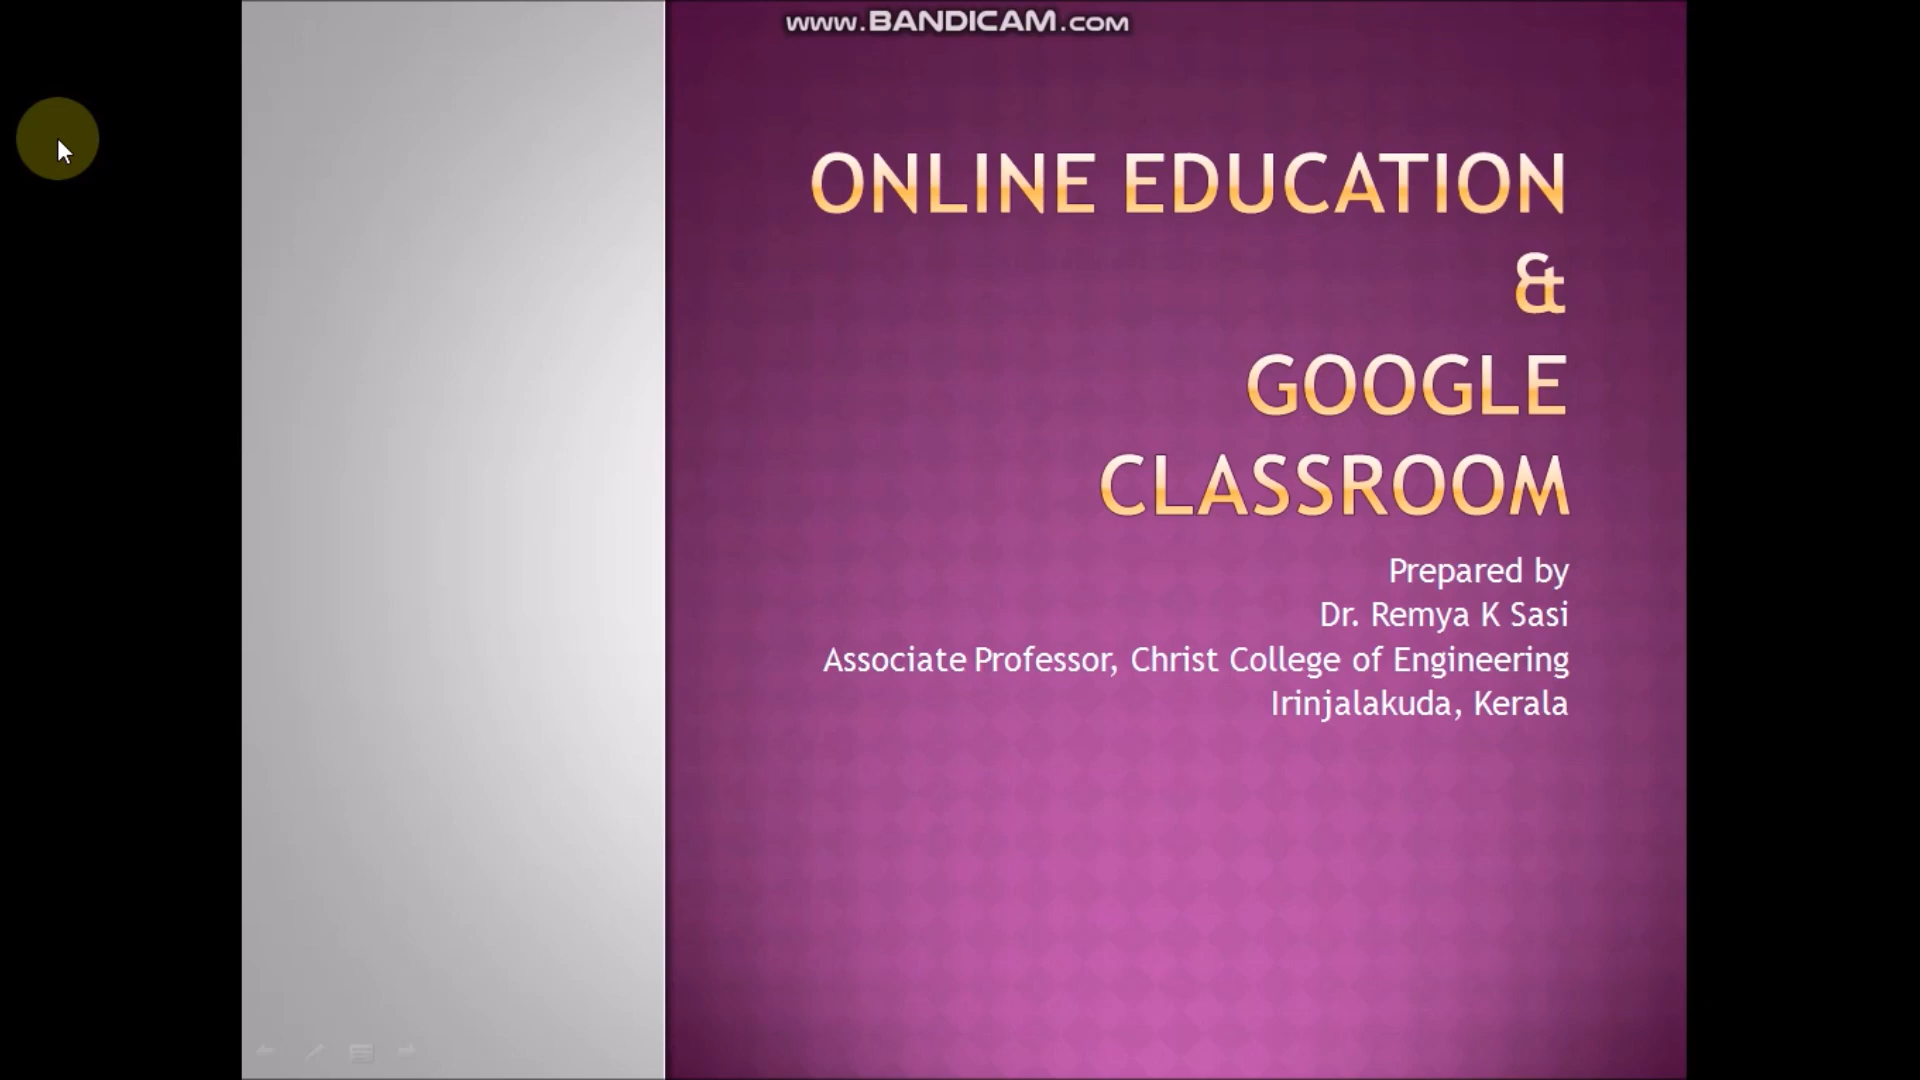 www.BANDICAM.com
ONLINE EDUCATION
&
GOOGLE
CLASSROOM
Prepared by
Dr. Remya K Sasi
Associate Professor, Christ College of Engineering
Irinjalakuda, Kerala